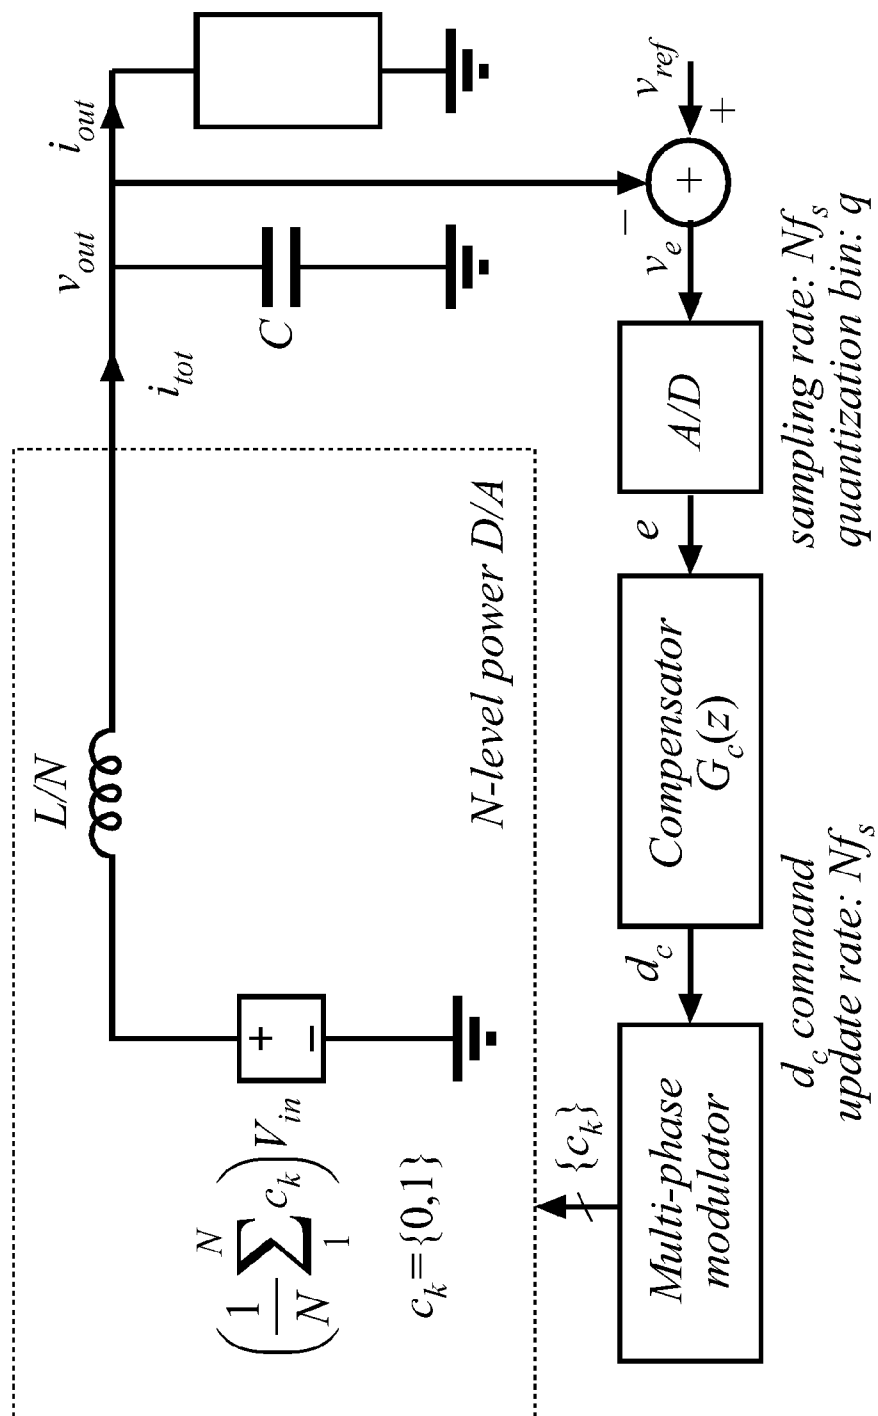 L/N
i_tot
v_out
i_out
C
(1/N ∑_1^N c_k) V_in
+
−
c_k={0,1}
N-level power D/A
{c_k}
Multi-phase
modulator
d_c
Compensator
G_c(z)
e
A/D
v_e
−
+
+
v_ref
d_c command
update rate: Nf_s
sampling rate: Nf_s
quantization bin: q